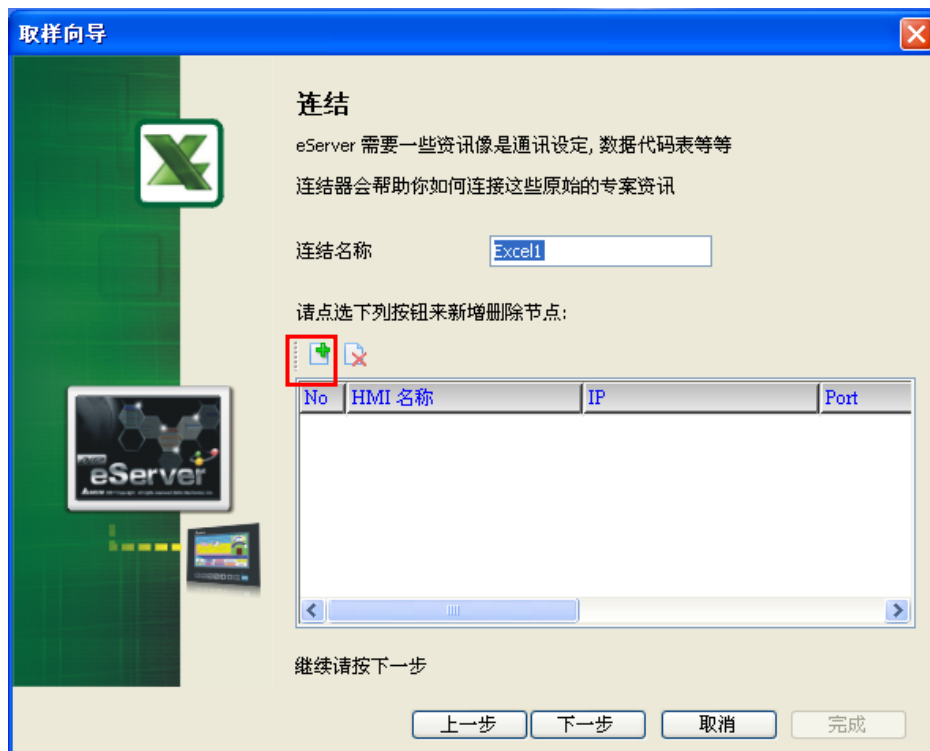 取样向导
连结
eServer 需要一些资讯像是通讯设定, 数据代码表等等
连结器会帮助你如何连接这些原始的专案资讯
连结名称
Excel1
请点选下列按钮来新增删除节点:
No HMI 名称 IP Port
eServer
继续请按下一步
上一步 下一步 取消 完成